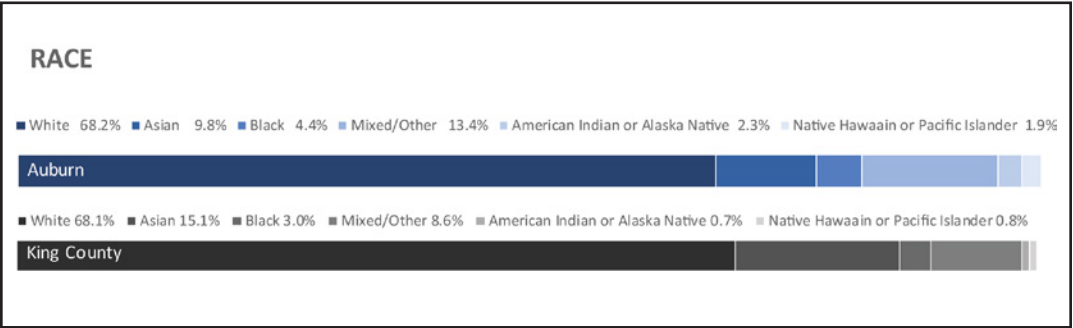 RACE
White 68.2% Asian 9.8% Black 4.4% Mixed/Other 13.4% American Indian or Alaska Native 2.3% Native Hawaain or Pacific Islander 1.9%
Auburn
White 68.1% Asian 15.1% Black 3.0% Mixed/Other 8.6% American Indian or Alaska Native 0.7% Native Hawaain or Pacific Islander 0.8%
King County